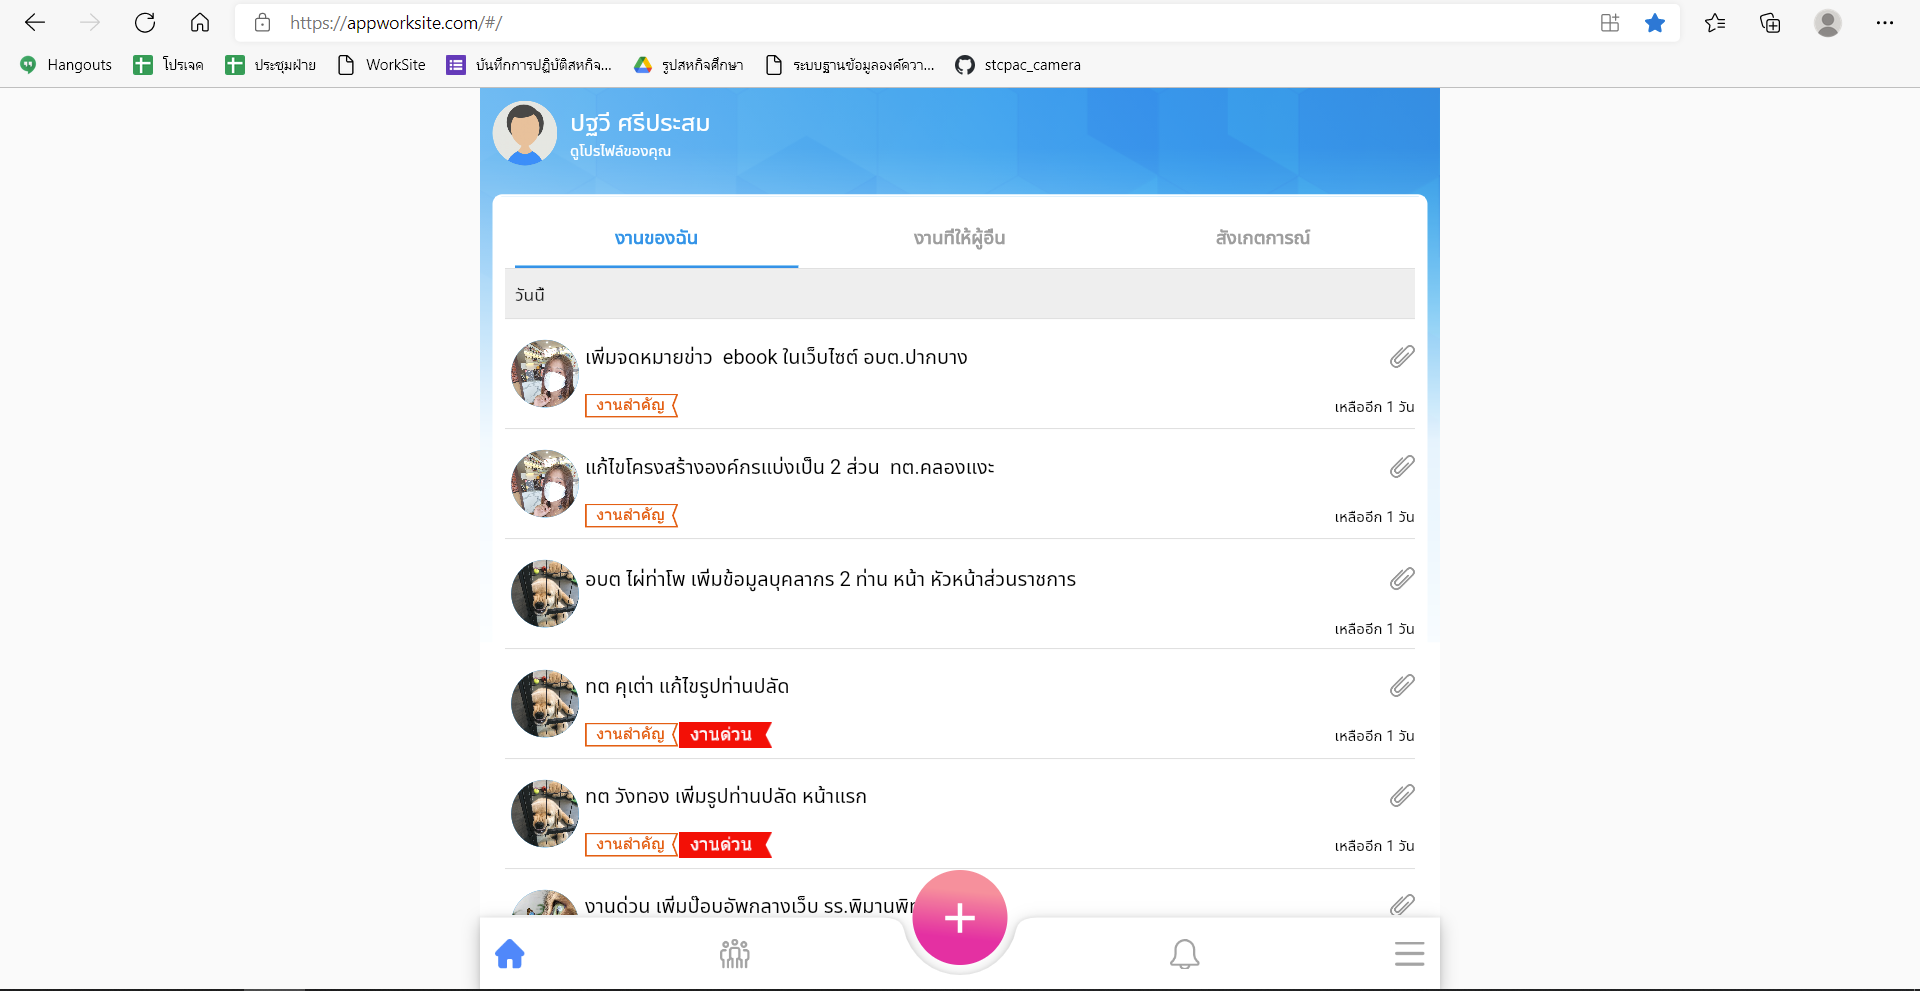 https://appworksite.com/#/
Hangouts โปรเจค ประชุมฝ่าย WorkSite บันทึกการปฏิบัติสหกิจ... รูปสหกิจศึกษา ระบบฐานข้อมูลองค์ควา... stcpac_camera
ปฐวี ศรีประสม
ดูโปรไฟล์ของคุณ
งานของฉัน งานที่ให้ผู้อื่น สังเกตการณ์
วันนี้
เพิ่มจดหมายข่าว ebook ในเว็บไซต์ อบต.ปากบาง
งานสำคัญ เหลืออีก 1 วัน
แก้ไขโครงสร้างองค์กรแบ่งเป็น 2 ส่วน ทต.คลองแงะ
งานสำคัญ เหลืออีก 1 วัน
อบต ไผ่ท่าโพ เพิ่มข้อมูลบุคลากร 2 ท่าน หน้า หัวหน้าส่วนราชการ
เหลืออีก 1 วัน
ทต คุเต่า แก้ไขรูปท่านปลัด
งานสำคัญ งานด่วน เหลืออีก 1 วัน
ทต วังทอง เพิ่มรูปท่านปลัด หน้าแรก
งานสำคัญ งานด่วน เหลืออีก 1 วัน
งานด่วน เพิ่มป๊อบอัพกลางเว็บ